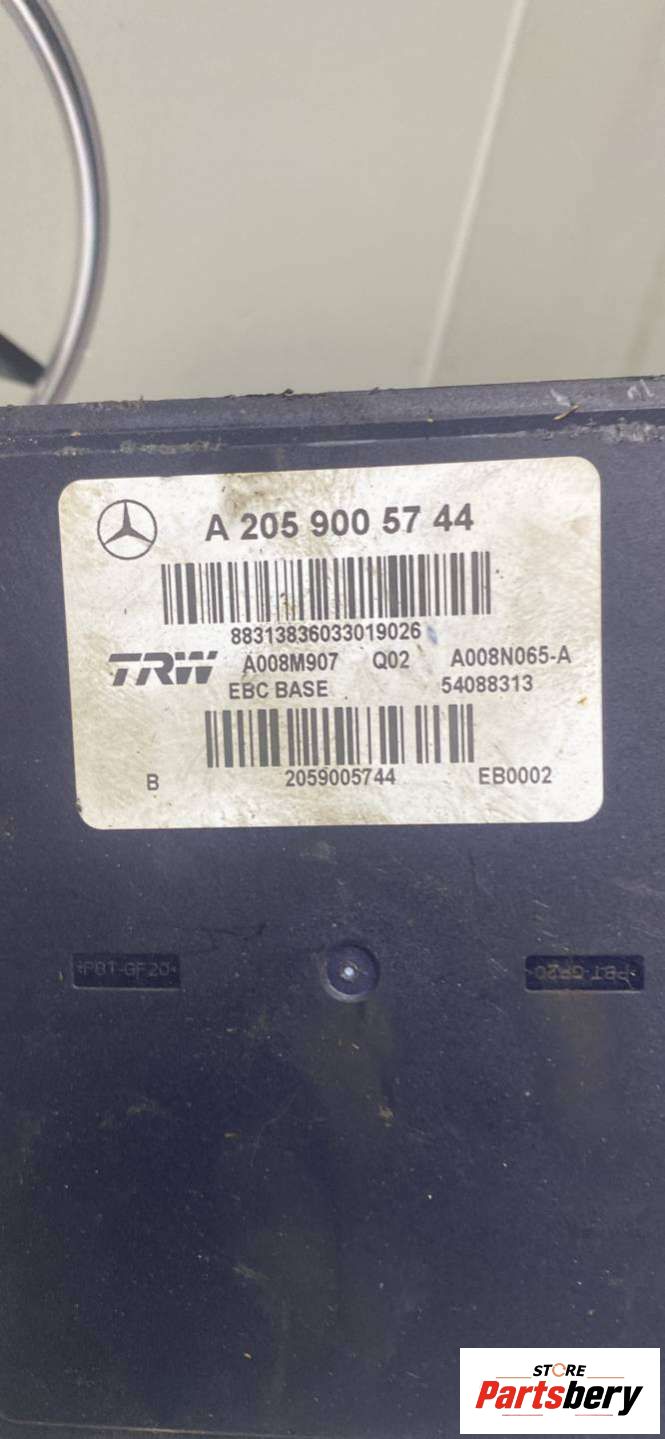 A 205 900 57 44
88313836033019026
TRW A008M907 Q02 A008N065-A
EBC BASE 54088313
B 2059005744 EB0002
>PBT-GF20< >PBT-GF20<
STORE
Partsbery